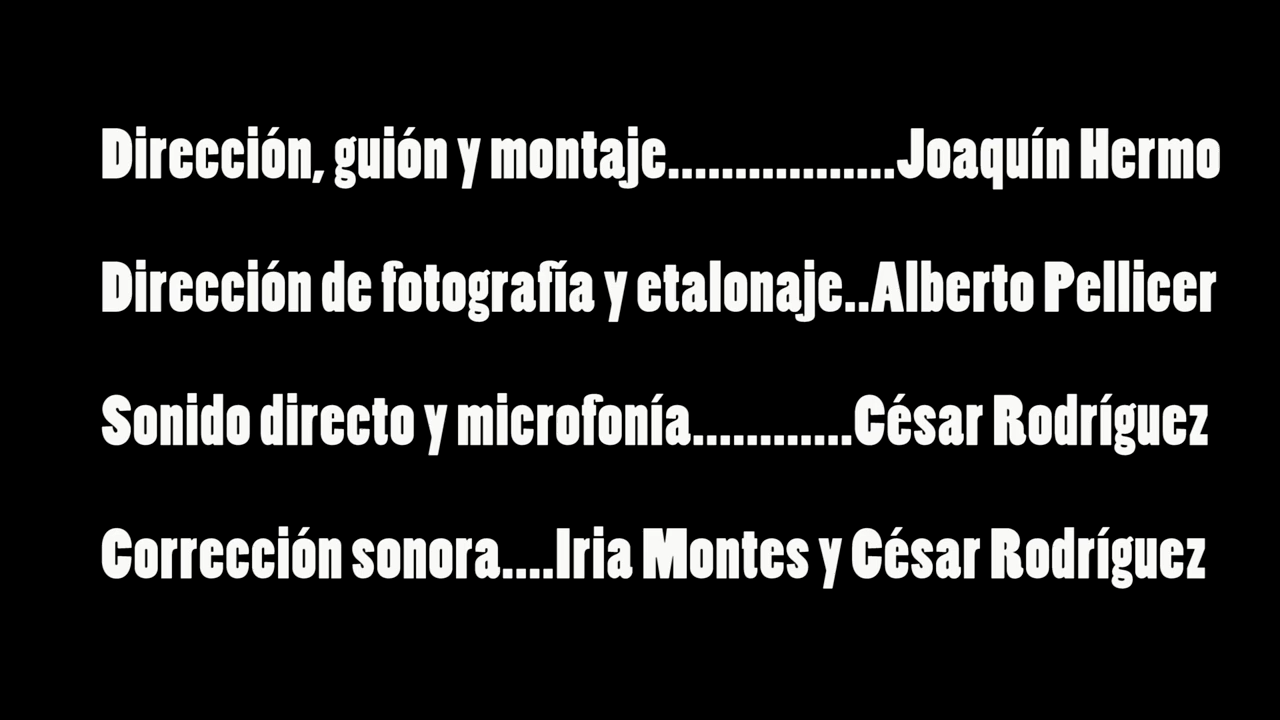 Dirección, guión y montaje.................Joaquín Hermo
Dirección de fotografía y etalonaje..Alberto Pellicer
Sonido directo y microfonía............César Rodríguez
Corrección sonora....Iria Montes y César Rodríguez